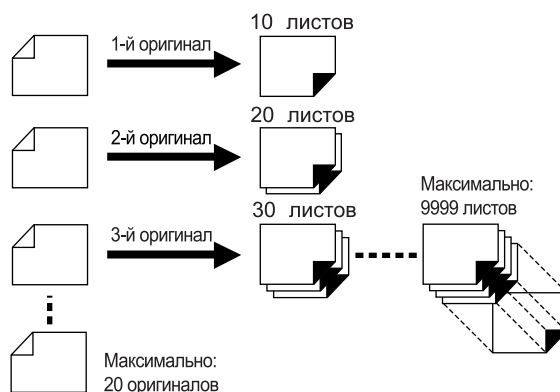 10 листов
1-й оригинал
20 листов
2-й оригинал
30 листов
3-й оригинал
Максимально:
9999 листов
Максимально:
20 оригиналов